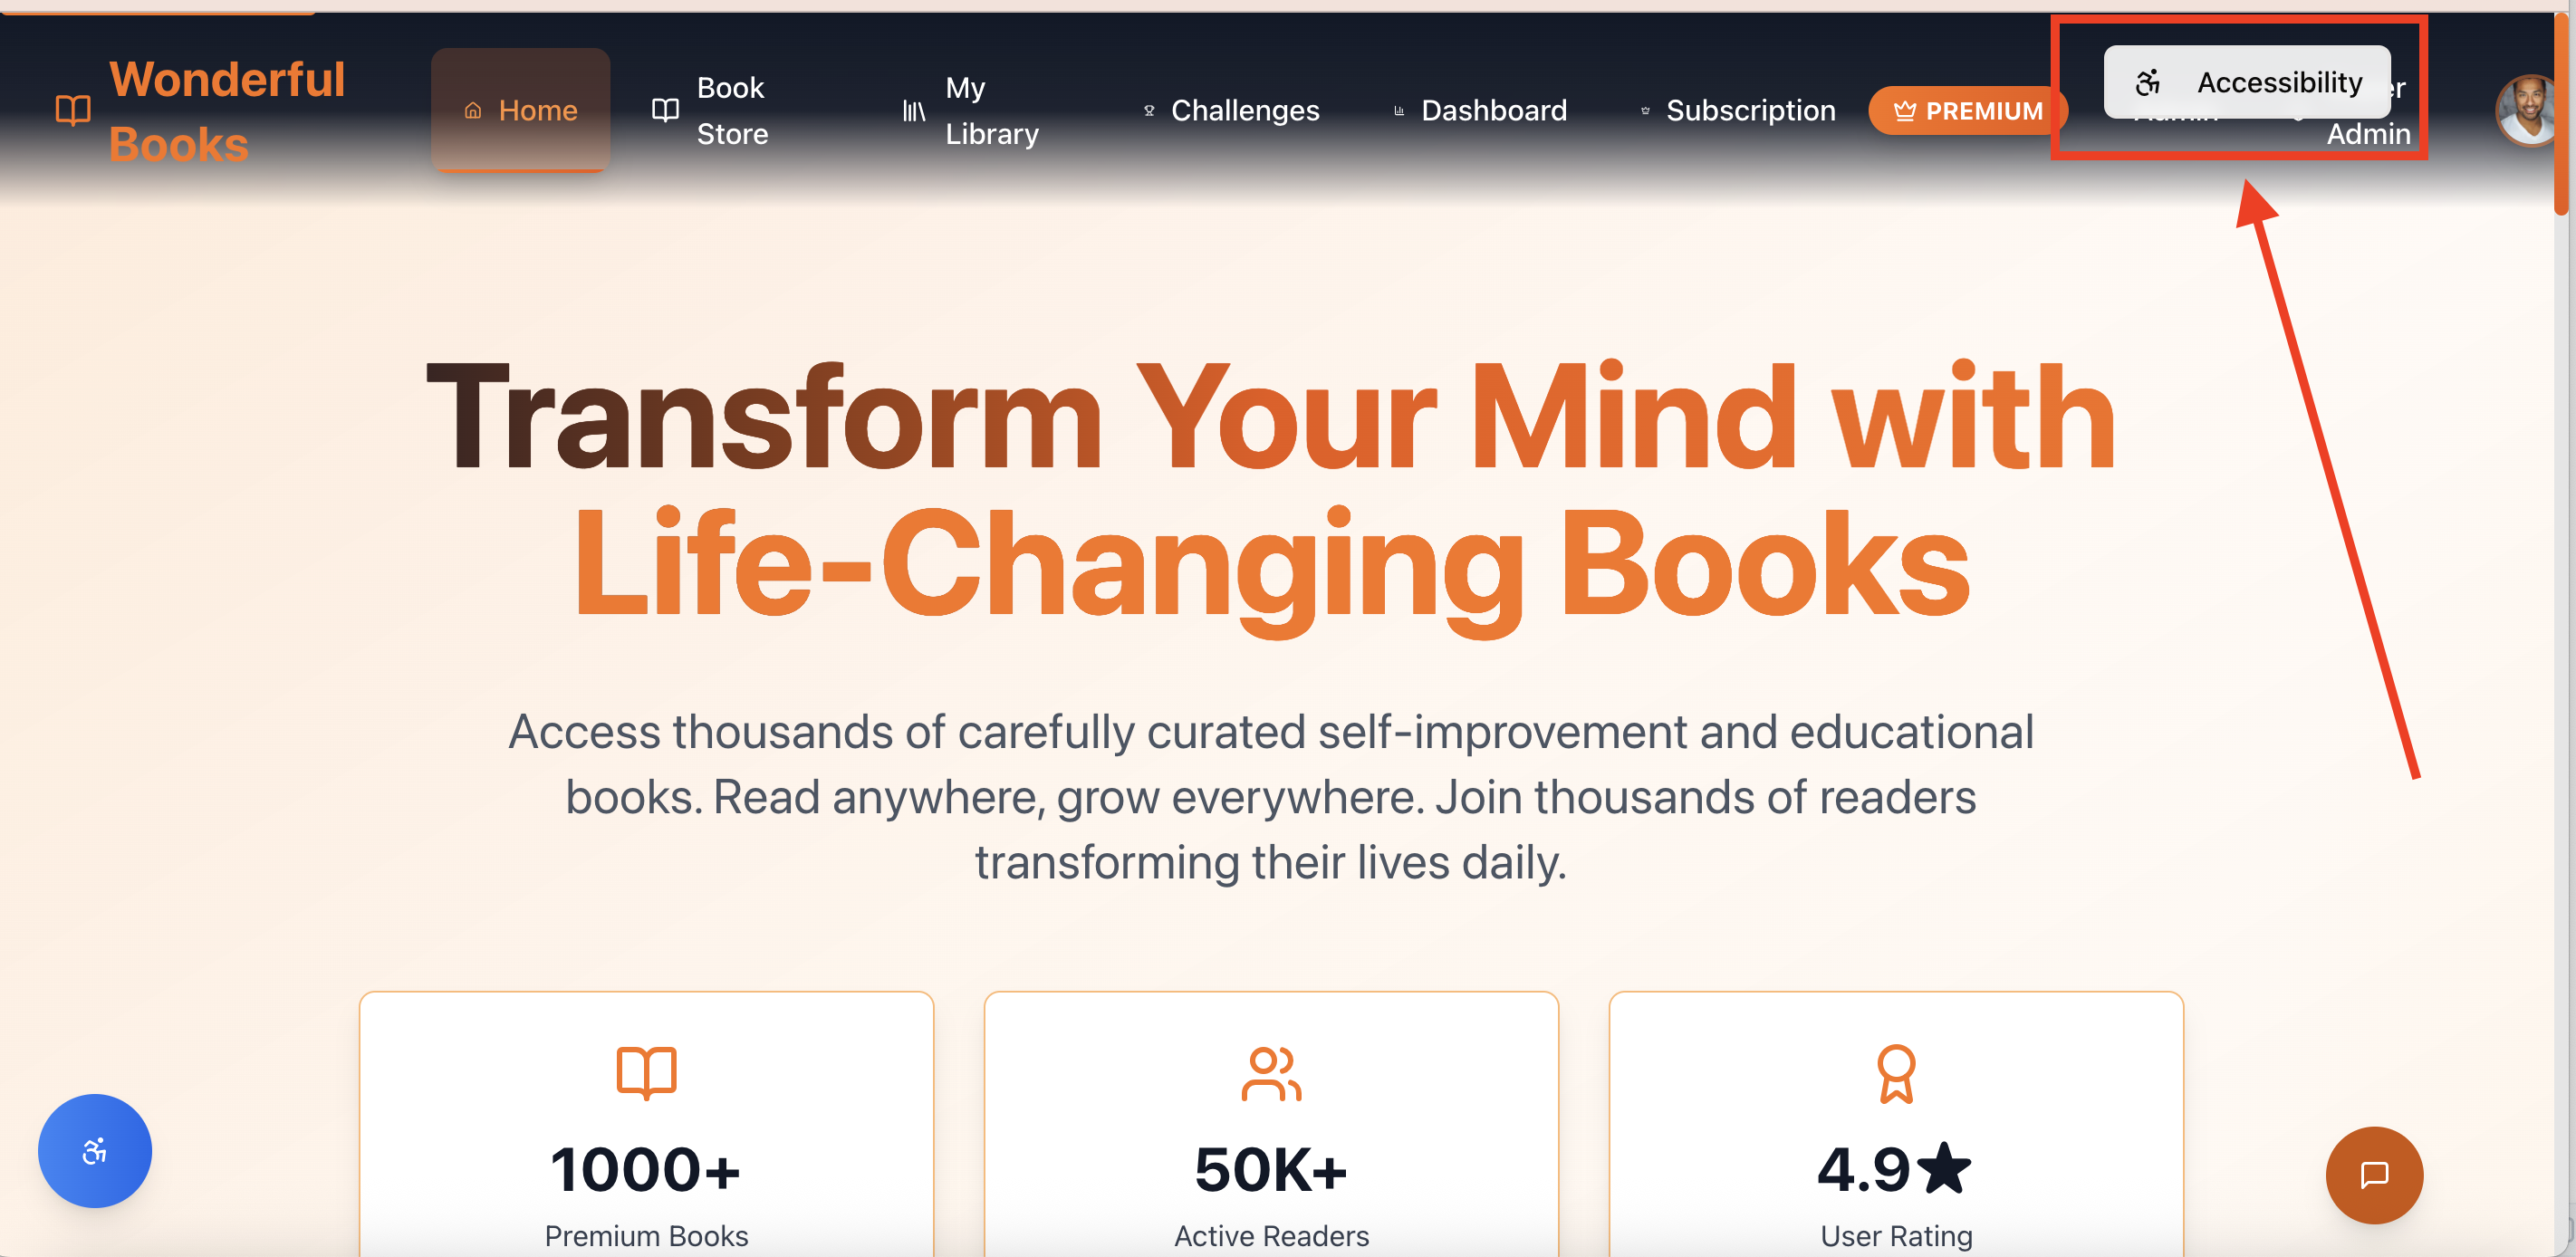 Wonderful
Books
Home
Book
Store
My
Library
Challenges
Dashboard
Subscription
PREMIUM
Accessibility
Admin
Transform Your Mind with
Life-Changing Books
Access thousands of carefully curated self-improvement and educational
books. Read anywhere, grow everywhere. Join thousands of readers
transforming their lives daily.
1000+
Premium Books
50K+
Active Readers
4.9★
User Rating